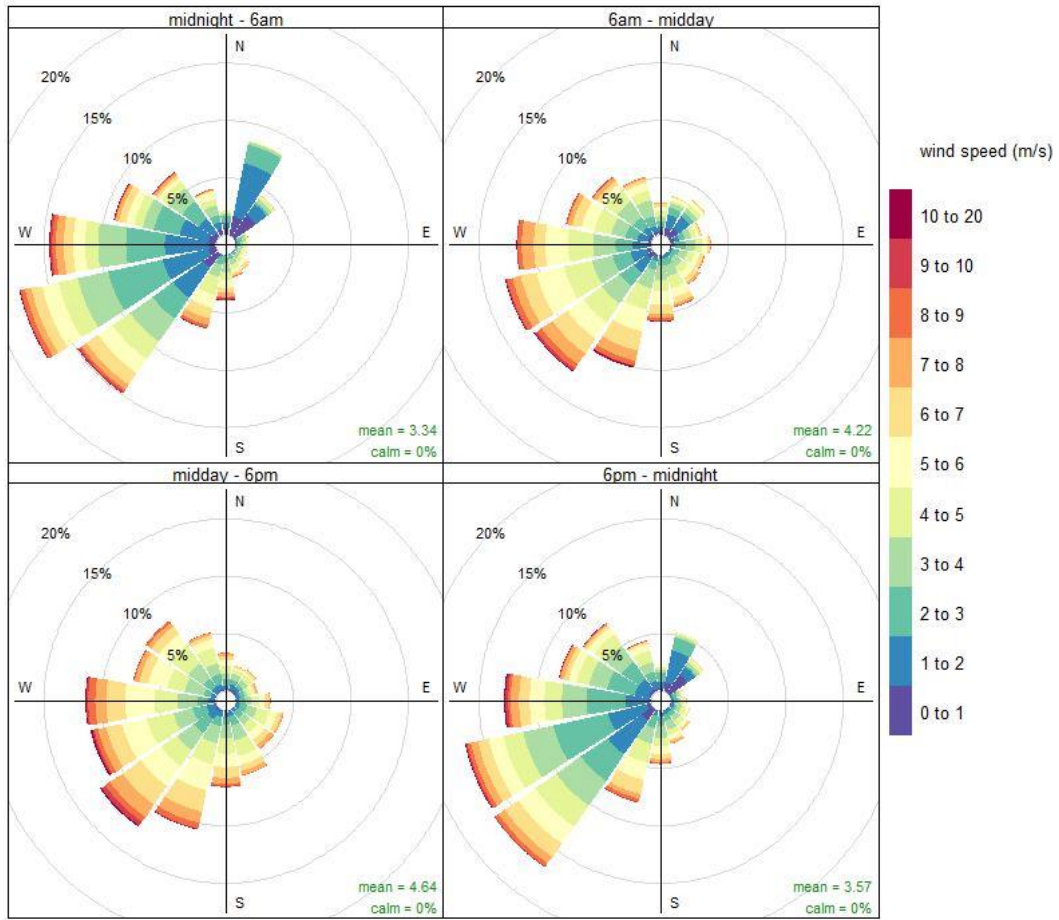 midnight - 6am
N
20%
15%
10%
5%
W
E
S
mean = 3.34
calm = 0%
6am - midday
N
20%
15%
10%
5%
W
E
S
mean = 4.22
calm = 0%
midday - 6pm
N
20%
15%
10%
5%
W
E
S
mean = 4.64
calm = 0%
6pm - midnight
N
20%
15%
10%
5%
W
E
S
mean = 3.57
calm = 0%
wind speed (m/s)
10 to 20
9 to 10
8 to 9
7 to 8
6 to 7
5 to 6
4 to 5
3 to 4
2 to 3
1 to 2
0 to 1